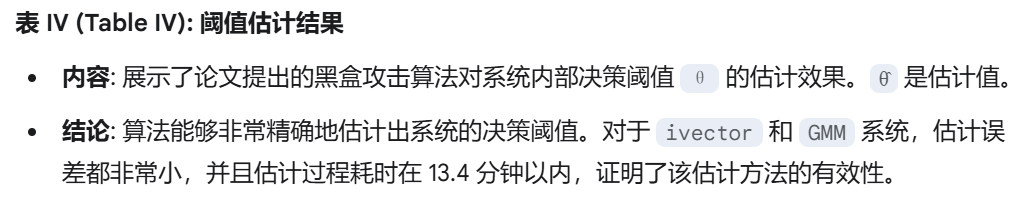 表 IV (Table IV): 阈值估计结果
• 内容: 展示了论文提出的黑盒攻击算法对系统内部决策阈值 θ 的估计效果。 θ̂ 是估计值。
• 结论: 算法能够非常精确地估计出系统的决策阈值。对于 ivector 和 GMM 系统，估计误
差都非常小，并且估计过程耗时在 13.4 分钟以内，证明了该估计方法的有效性。